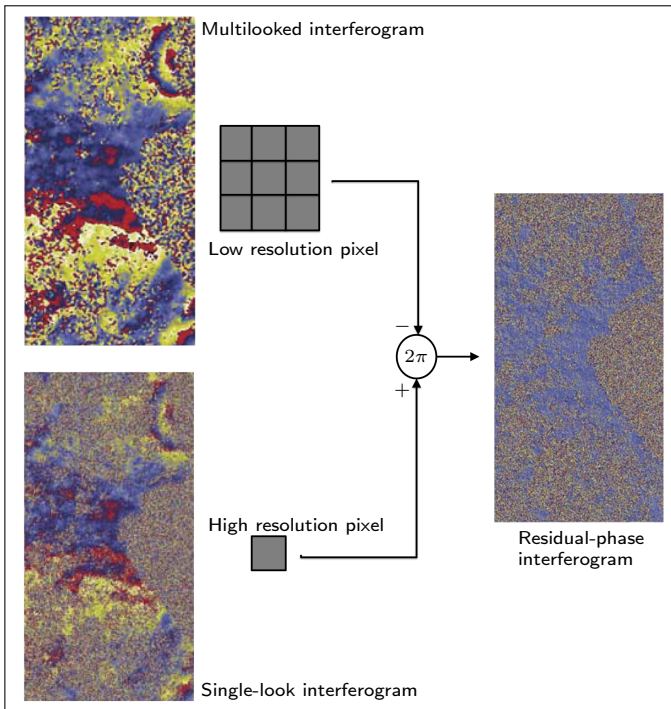 Multilooked interferogram
Low resolution pixel
−
2π
+
High resolution pixel
Residual-phase
interferogram
Single-look interferogram